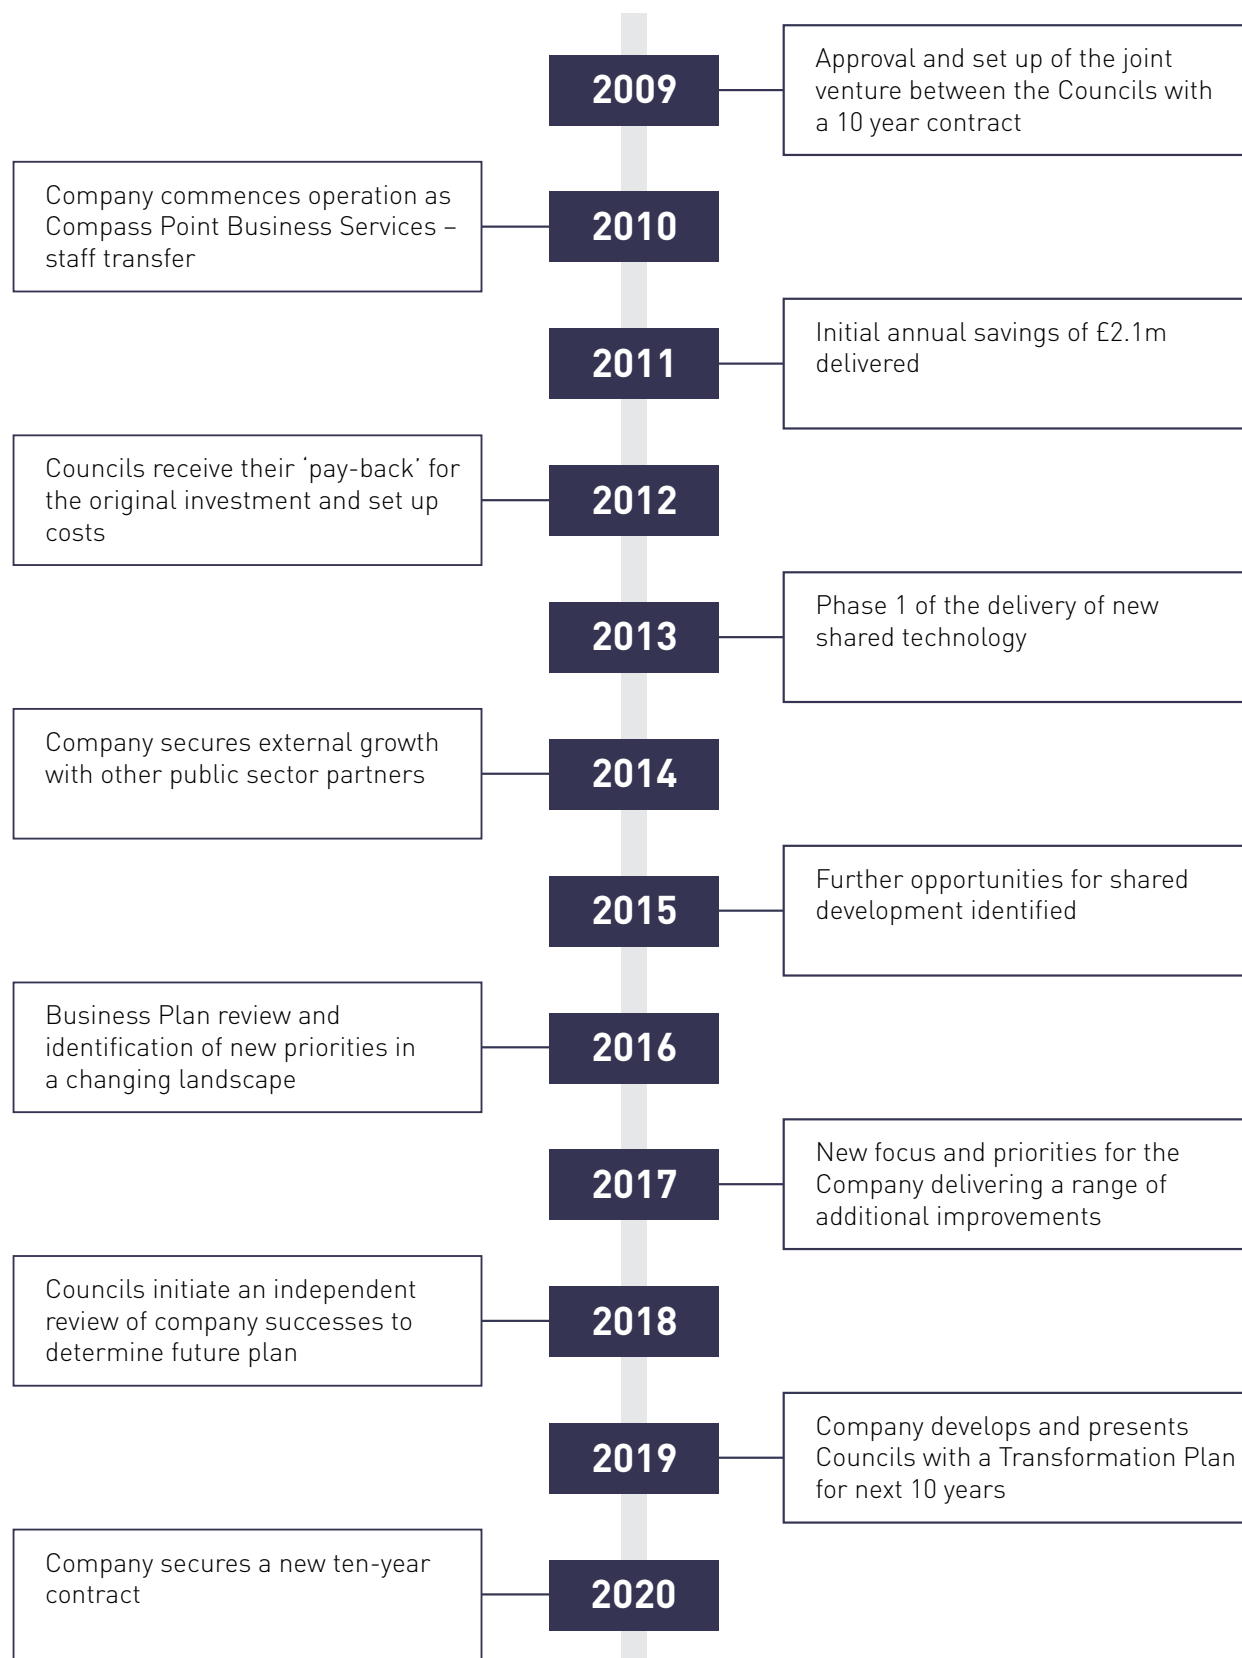 2009
Approval and set up of the joint
venture between the Councils with
a 10 year contract
Company commences operation as
Compass Point Business Services –
staff transfer
2010
2011
Initial annual savings of £2.1m
delivered
Councils receive their ‘pay-back’ for
the original investment and set up
costs
2012
2013
Phase 1 of the delivery of new
shared technology
Company secures external growth
with other public sector partners
2014
2015
Further opportunities for shared
development identified
Business Plan review and
identification of new priorities in
a changing landscape
2016
2017
New focus and priorities for the
Company delivering a range of
additional improvements
Councils initiate an independent
review of company successes to
determine future plan
2018
2019
Company develops and presents
Councils with a Transformation Plan
for next 10 years
Company secures a new ten-year
contract
2020